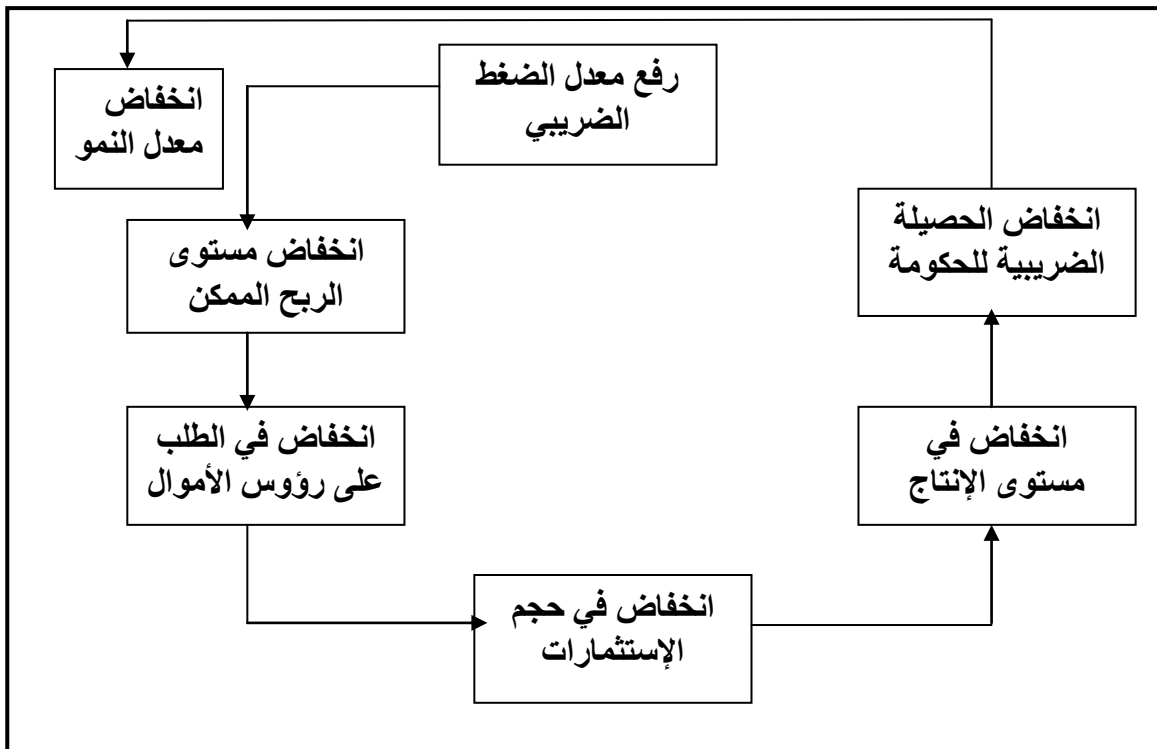 رفع معدل الضغط
الضريبي
انخفاض
معدل النمو
انخفاض مستوى
الربح الممكن
انخفاض الحصيلة
الضريبية للحكومة
انخفاض في الطلب
على رؤوس الأموال
انخفاض في
مستوى الإنتاج
انخفاض في حجم
الإستثمارات